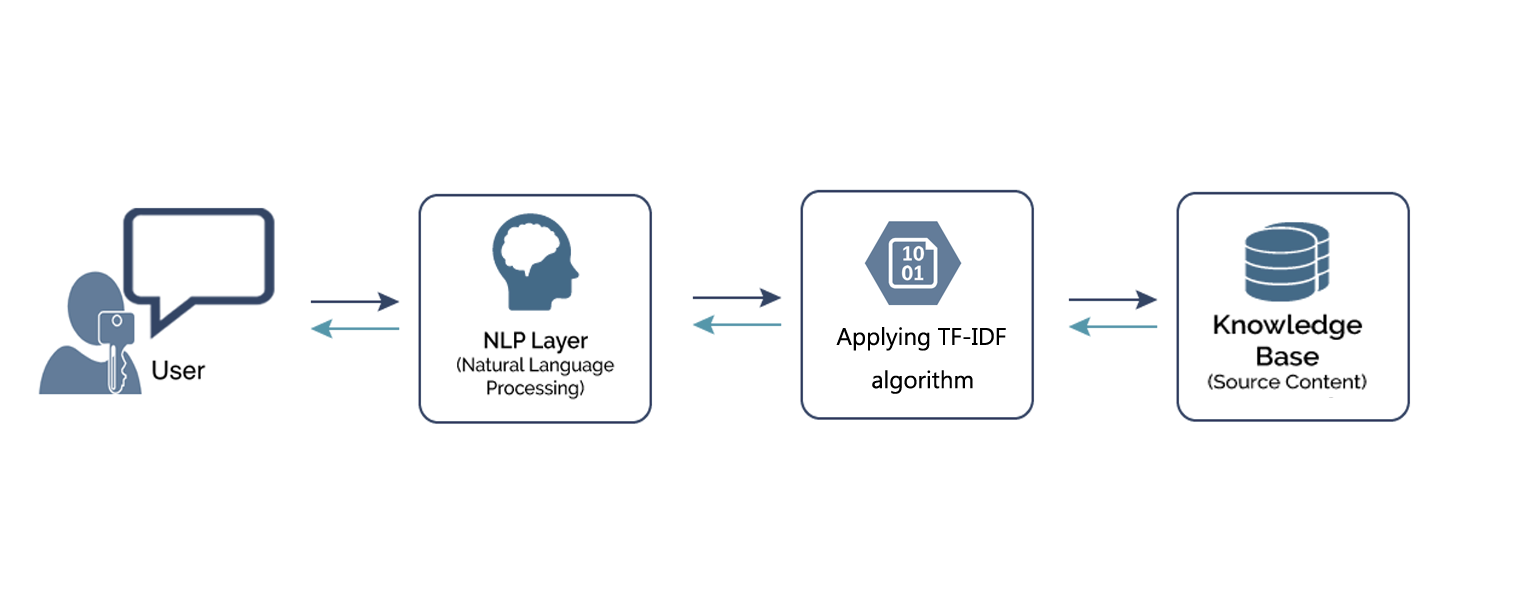 User
NLP Layer
(Natural Language
Processing)
10
01
Applying TF-IDF
algorithm
Knowledge
Base
(Source Content)